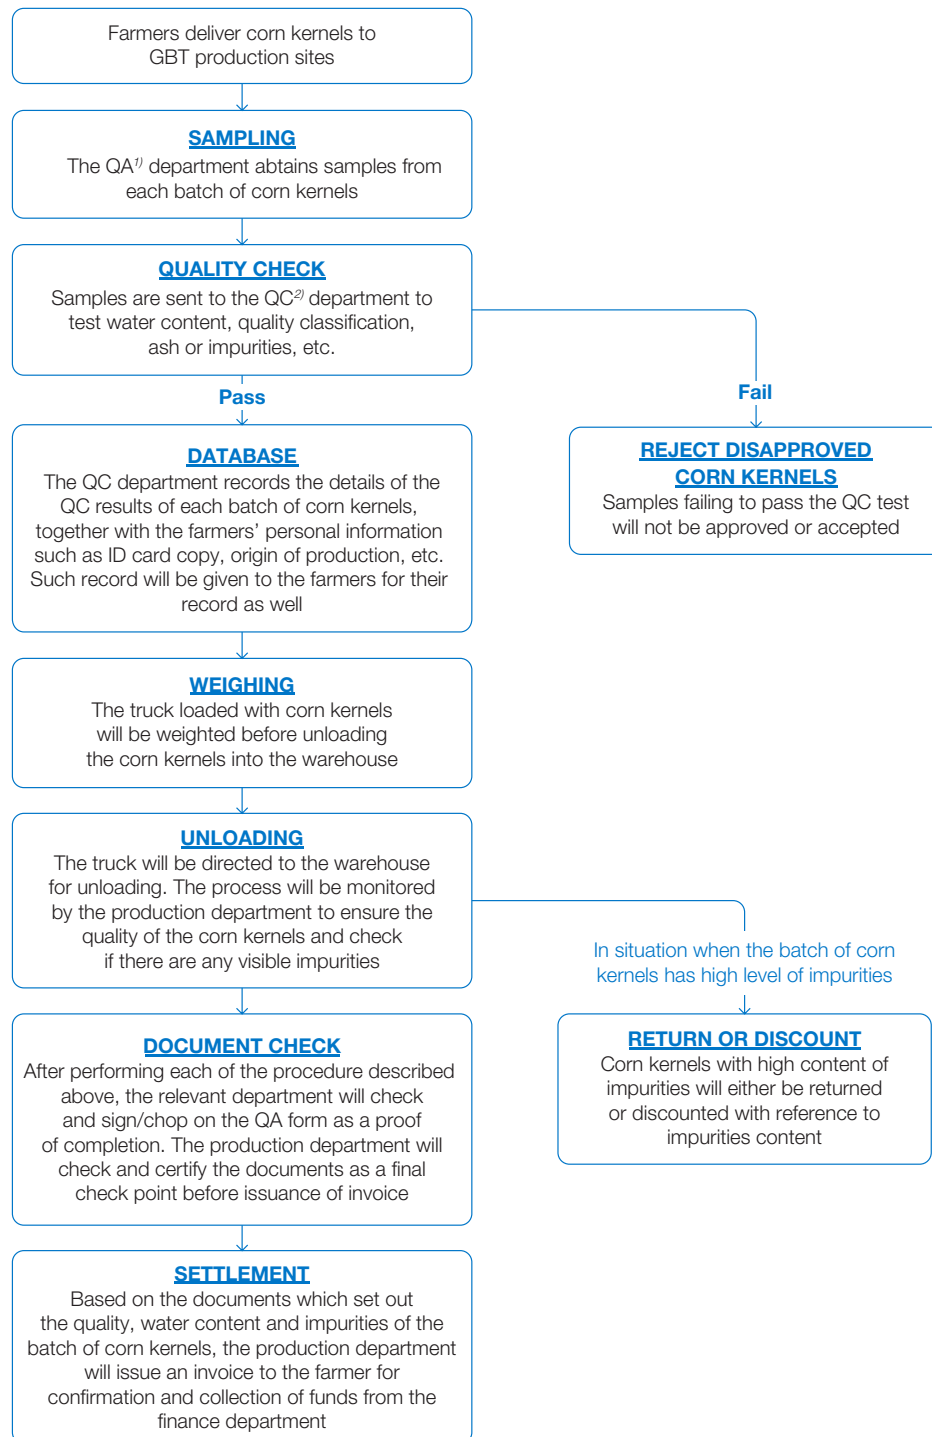 Farmers deliver corn kernels to
GBT production sites
SAMPLING
The QA1) department abtains samples from
each batch of corn kernels
QUALITY CHECK
Samples are sent to the QC2) department to
test water content, quality classification,
ash or impurities, etc.
Pass
Fail
DATABASE
The QC department records the details of the
QC results of each batch of corn kernels,
together with the farmers’ personal information
such as ID card copy, origin of production, etc.
Such record will be given to the farmers for their
record as well
REJECT DISAPPROVED
CORN KERNELS
Samples failing to pass the QC test
will not be approved or accepted
WEIGHING
The truck loaded with corn kernels
will be weighted before unloading
the corn kernels into the warehouse
UNLOADING
The truck will be directed to the warehouse
for unloading. The process will be monitored
by the production department to ensure the
quality of the corn kernels and check
if there are any visible impurities
In situation when the batch of corn
kernels has high level of impurities
RETURN OR DISCOUNT
Corn kernels with high content of
impurities will either be returned
or discounted with reference to
impurities content
DOCUMENT CHECK
After performing each of the procedure described
above, the relevant department will check
and sign/chop on the QA form as a proof
of completion. The production department will
check and certify the documents as a final
check point before issuance of invoice
SETTLEMENT
Based on the documents which set out
the quality, water content and impurities of the
batch of corn kernels, the production department
will issue an invoice to the farmer for
confirmation and collection of funds from the
finance department